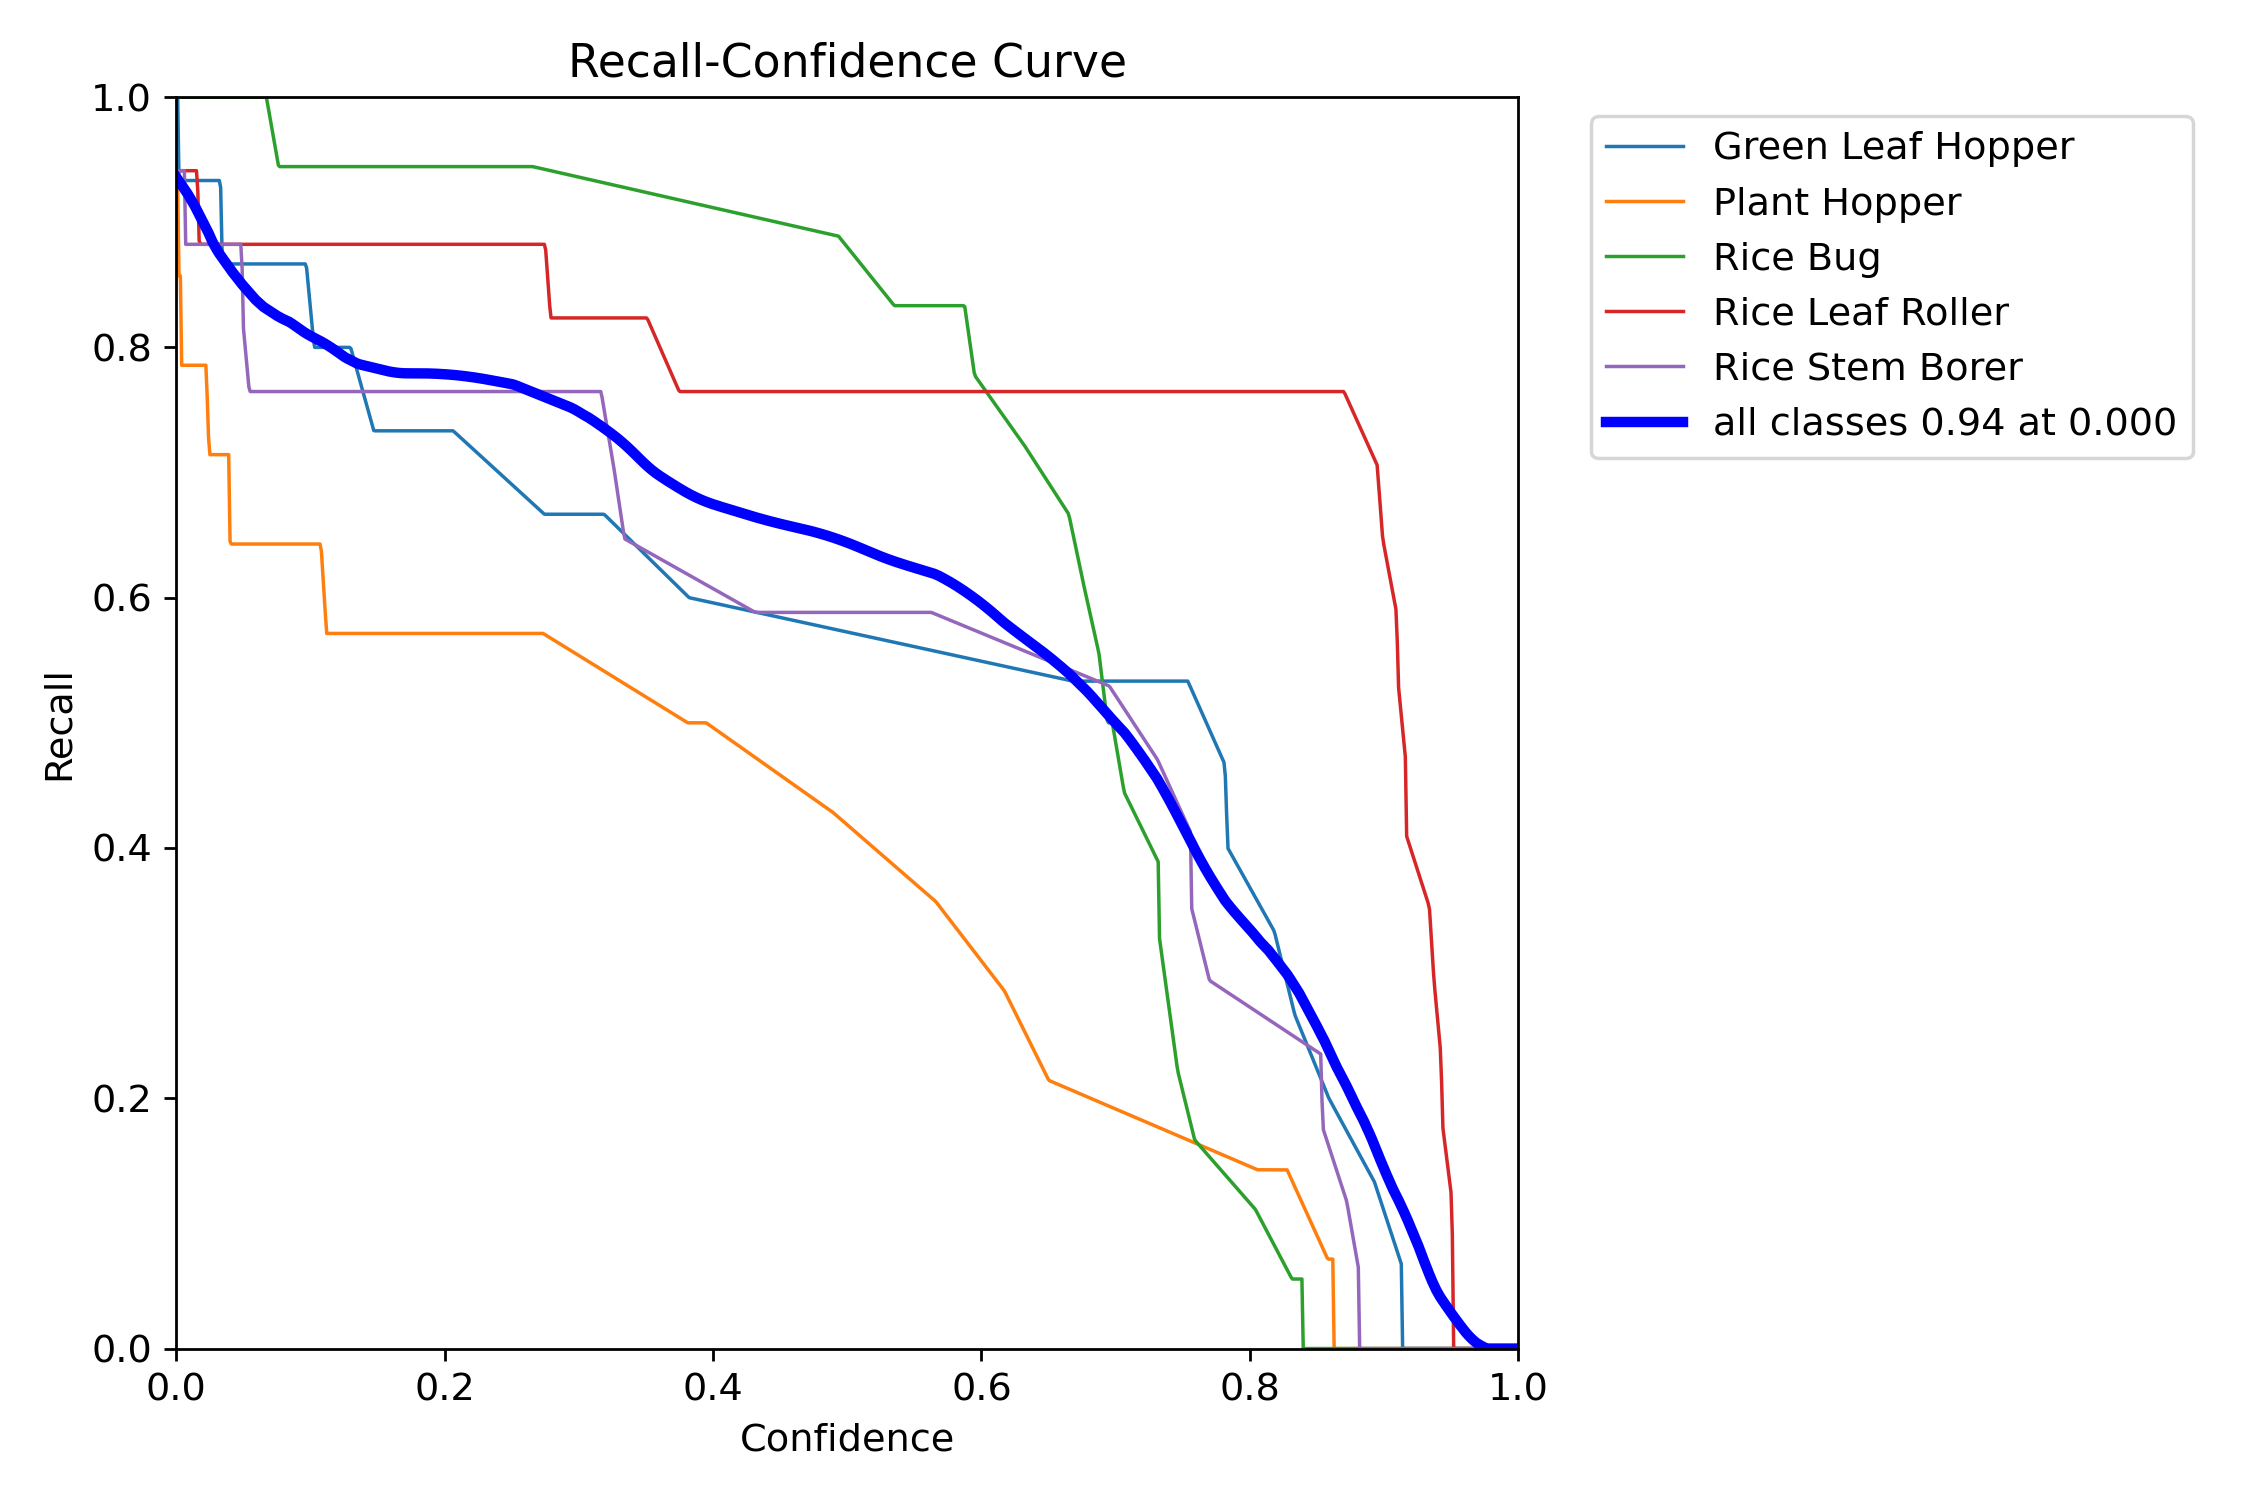 Recall-Confidence Curve
1.0
0.8
0.6
0.4
0.2
0.0
Recall
0.0 0.2 0.4 0.6 0.8 1.0
Confidence
Green Leaf Hopper
Plant Hopper
Rice Bug
Rice Leaf Roller
Rice Stem Borer
all classes 0.94 at 0.000